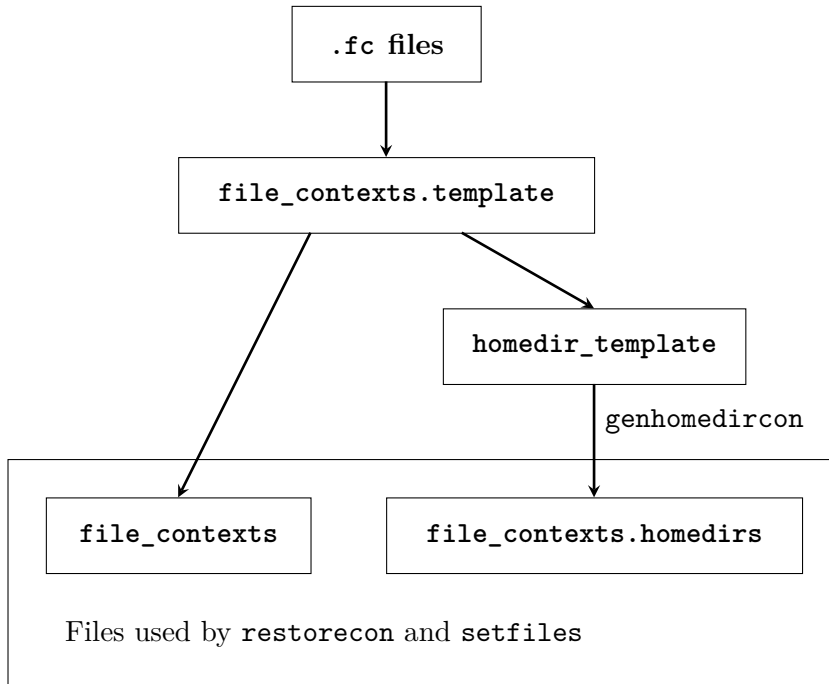 .fc files
file_contexts.template
homedir_template
genhomedircon
file_contexts
file_contexts.homedirs
Files used by restorecon and setfiles